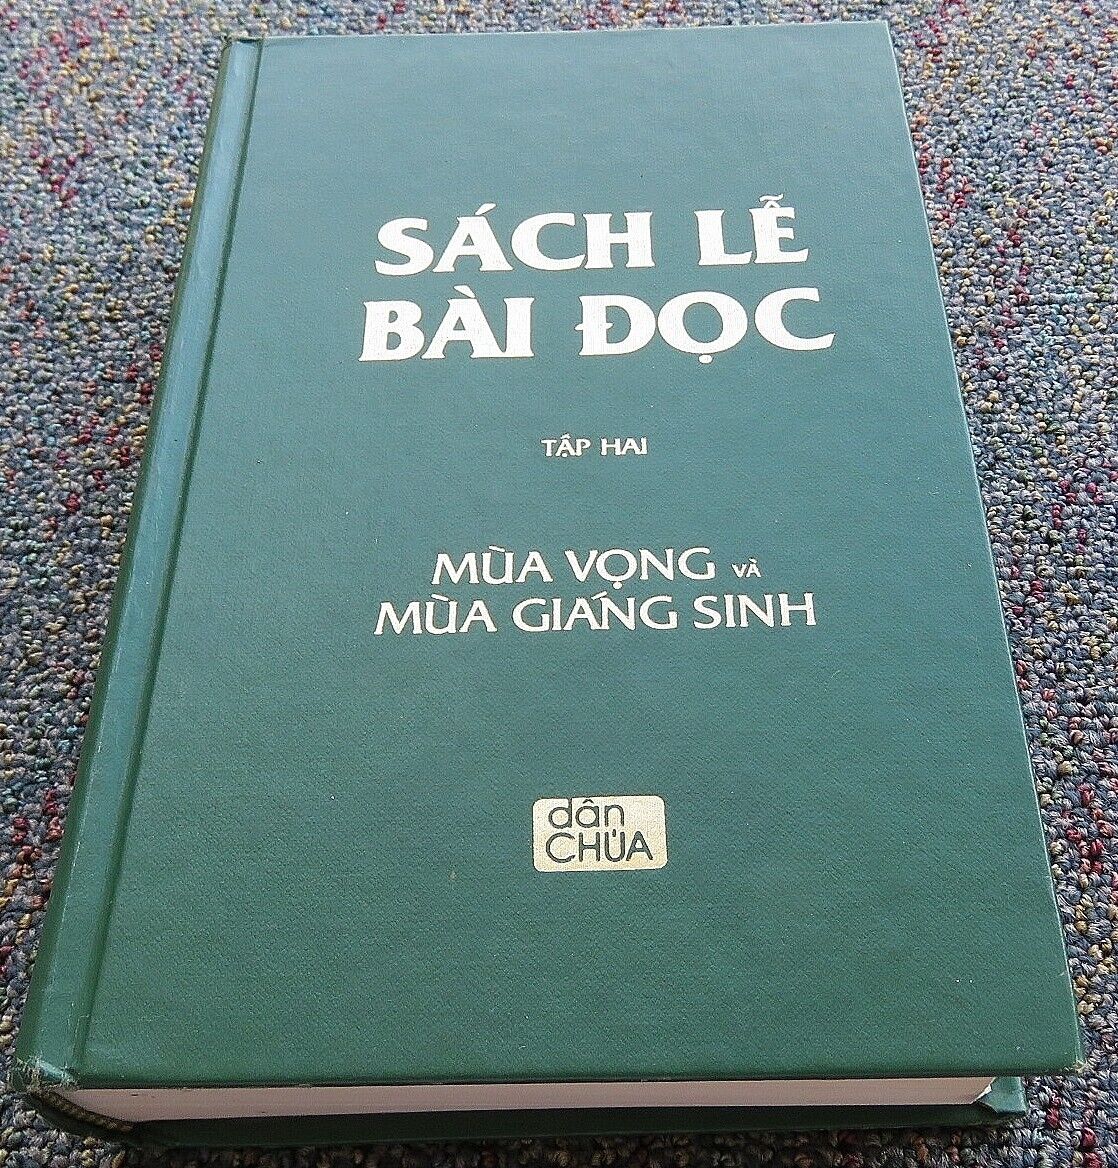 SÁCH LỄ
BÀI ĐỌC
TẬP HAI
MÙA VỌNG VÀ
MÙA GIÁNG SINH
dân
CHÚA